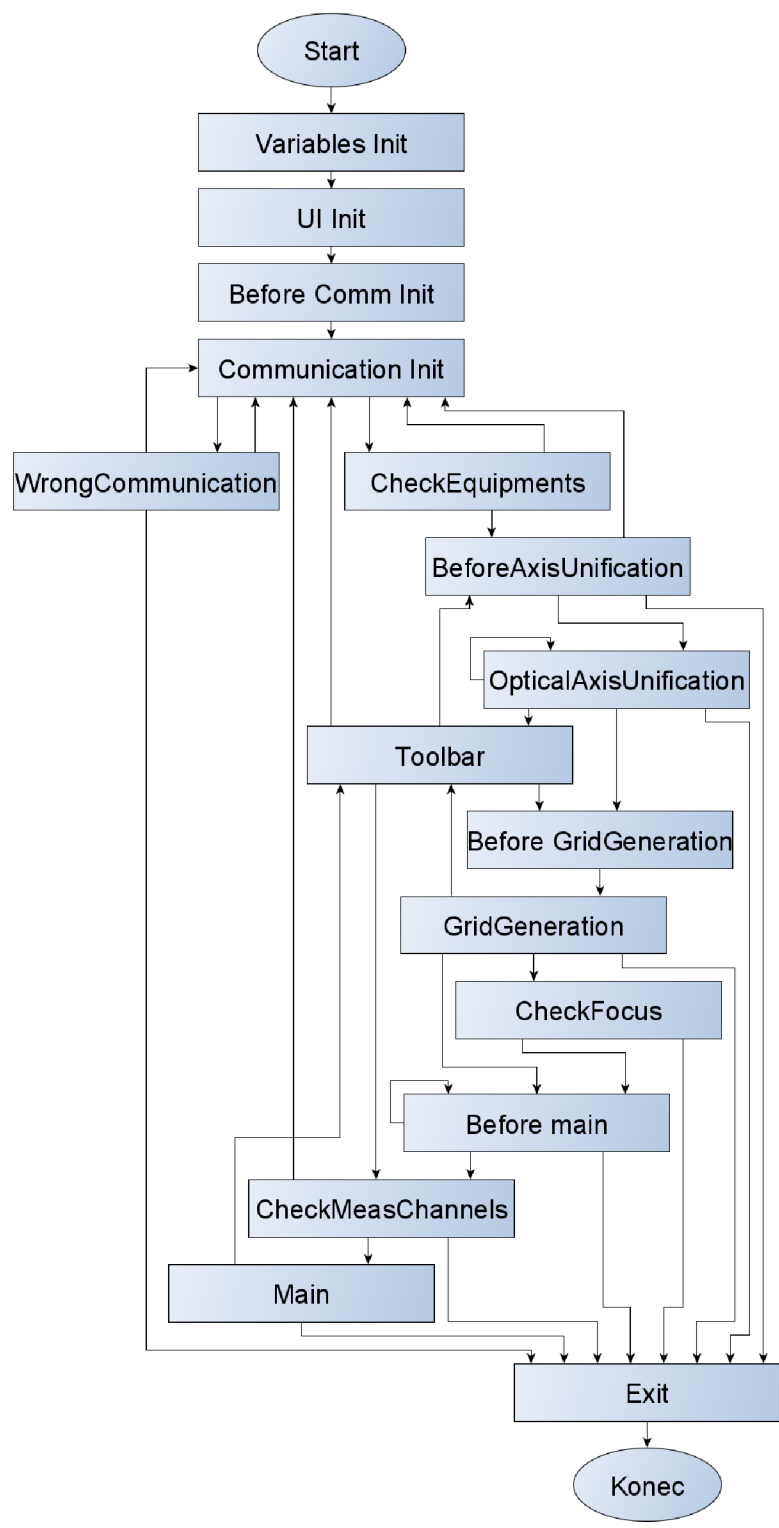 Start
Variables Init
UI Init
Before Comm Init
Communication Init
WrongCommunication
CheckEquipments
BeforeAxisUnification
OpticalAxisUnification
Toolbar
Before GridGeneration
GridGeneration
CheckFocus
Before main
CheckMeasChannels
Main
Exit
Konec